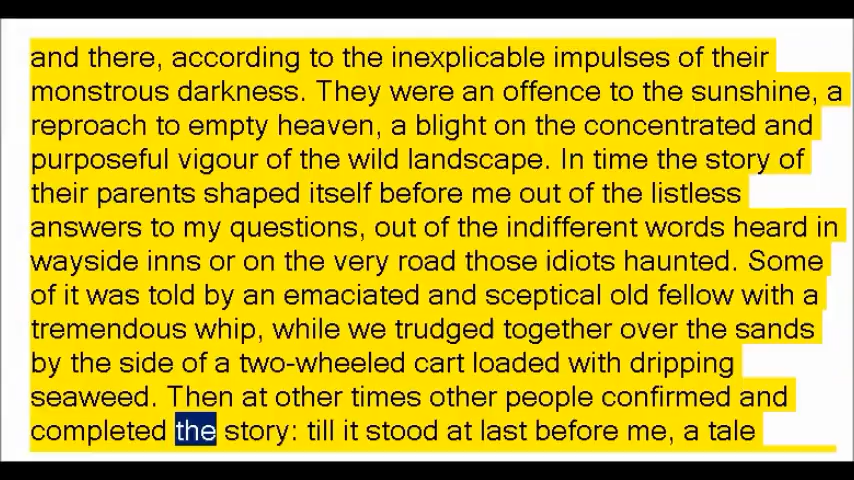 and there, according to the inexplicable impulses of their
monstrous darkness. They were an offence to the sunshine, a
reproach to empty heaven, a blight on the concentrated and
purposeful vigour of the wild landscape. In time the story of
their parents shaped itself before me out of the listless
answers to my questions, out of the indifferent words heard in
wayside inns or on the very road those idiots haunted. Some
of it was told by an emaciated and sceptical old fellow with a
tremendous whip, while we trudged together over the sands
by the side of a two-wheeled cart loaded with dripping
seaweed. Then at other times other people confirmed and
completed the story: till it stood at last before me, a tale